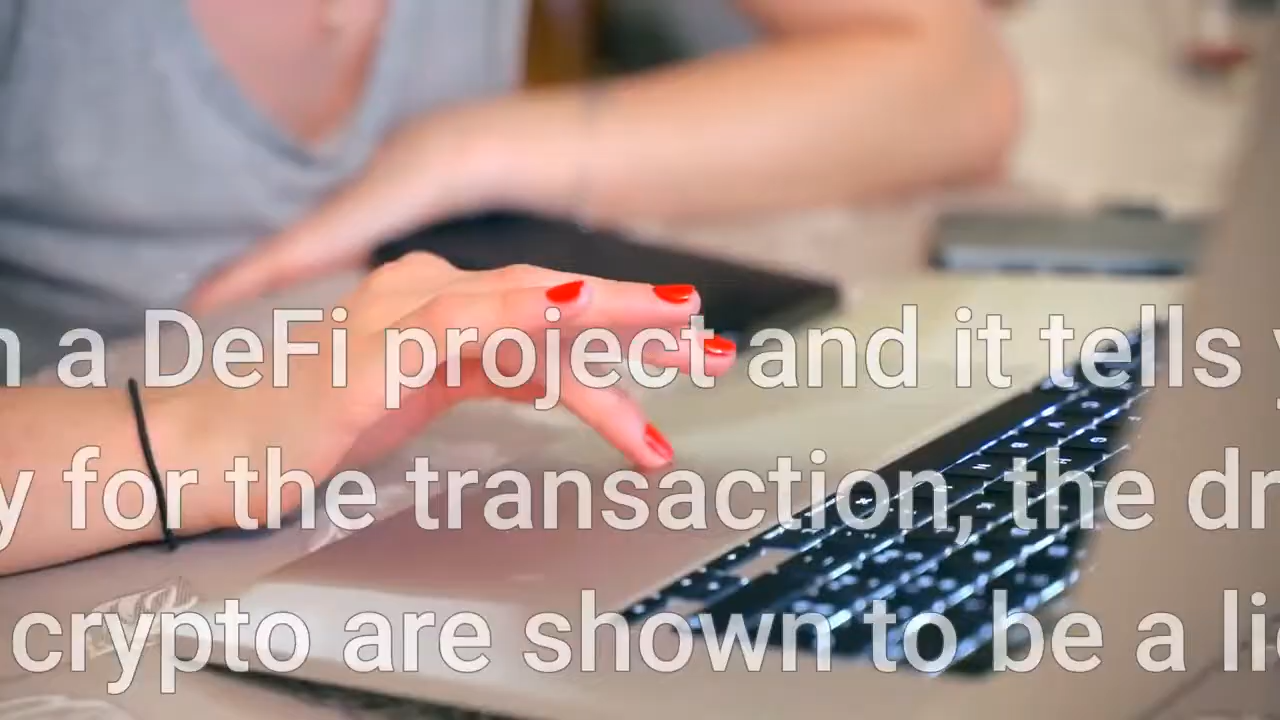 a DeFi project and it tells
for the transaction, the
crypto are shown to be a